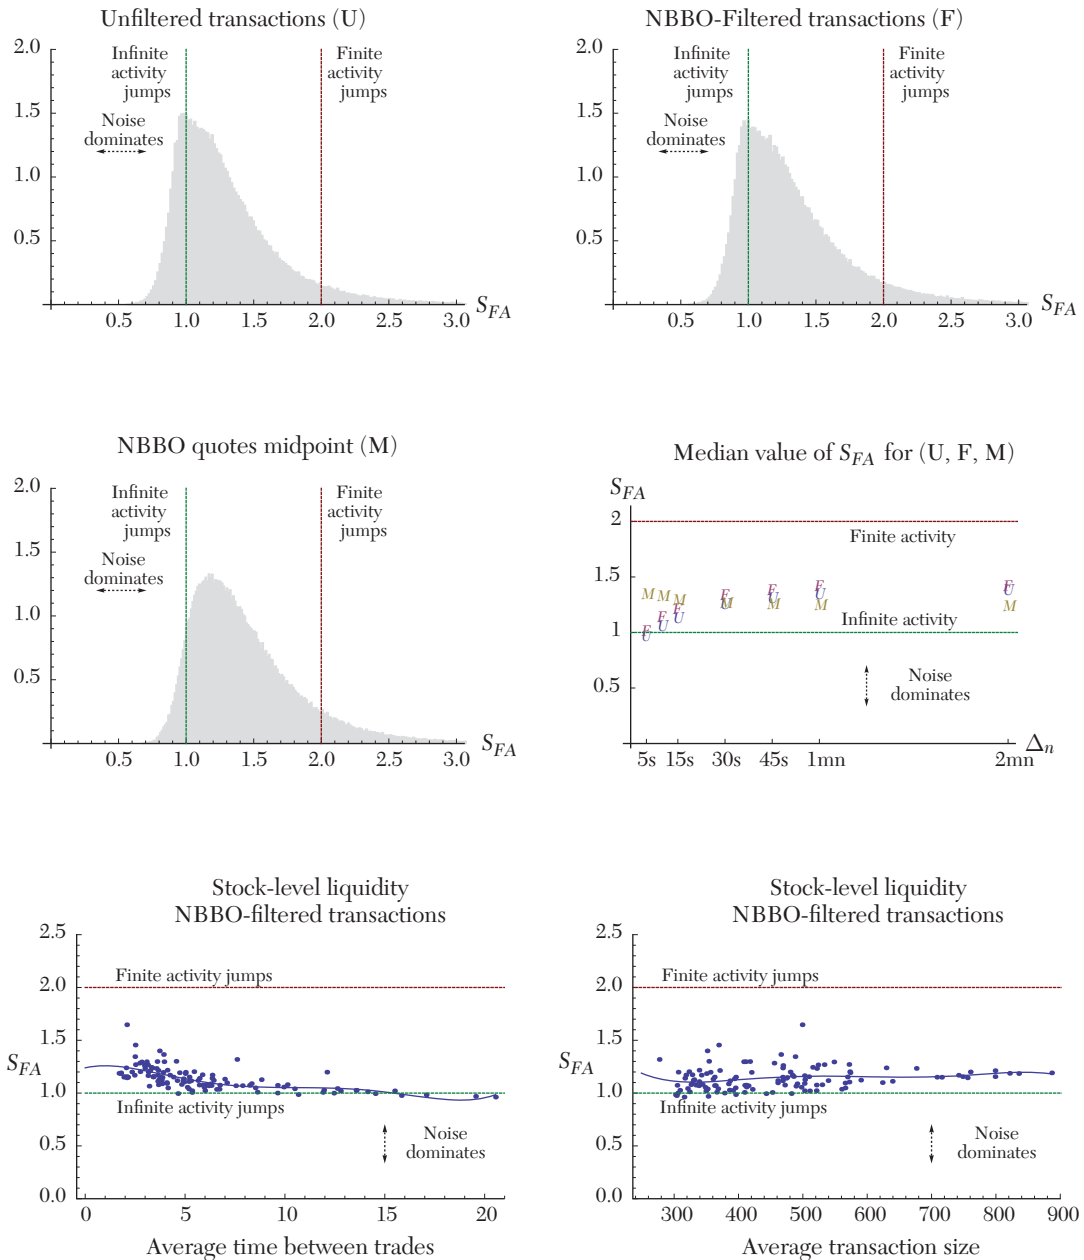 Unfiltered transactions (U)
2.0
1.5
1.0
0.5
Infinite
activity
jumps
Finite
activity
jumps
Noise
dominates
0.5 1.0 1.5 2.0 2.5 3.0
S_FA
NBBO-Filtered transactions (F)
2.0
1.5
1.0
0.5
Infinite
activity
jumps
Finite
activity
jumps
Noise
dominates
0.5 1.0 1.5 2.0 2.5 3.0
S_FA
NBBO quotes midpoint (M)
2.0
1.5
1.0
0.5
Infinite
activity
jumps
Finite
activity
jumps
Noise
dominates
0.5 1.0 1.5 2.0 2.5 3.0
S_FA
Median value of S_FA for (U, F, M)
S_FA
2
1.5
1
0.5
Finite activity
M M M F U M F U M F U M F U M
F U F U F U
Infinite activity
Noise
dominates
5s 15s 30s 45s 1mn 2mn
Δn
Stock-level liquidity
NBBO-filtered transactions
2.5
2.0
1.5
1.0
0.5
0.0
S_FA
Finite activity jumps
Infinite activity jumps
Noise
dominates
0 5 10 15 20
Average time between trades
Stock-level liquidity
NBBO-filtered transactions
2.5
2.0
1.5
1.0
0.5
0.0
S_FA
Finite activity jumps
Infinite activity jumps
Noise
dominates
300 400 500 600 700 800 900
Average transaction size